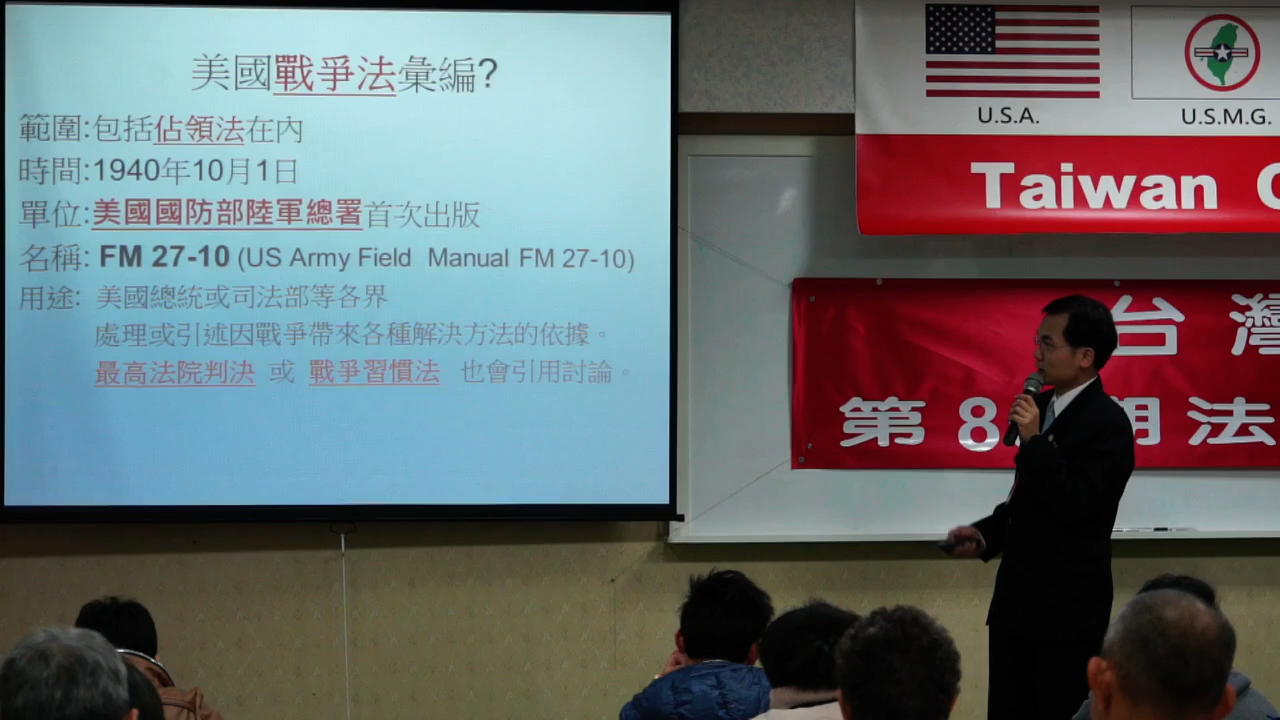 美國戰爭法彙編?
範圍:包括佔領法在內
時間:1940年10月1日
單位:美國國防部陸軍總署首次出版
名稱: FM 27-10 (US Army Field Manual FM 27-10)
用途: 美國總統或司法部等各界
處理或引述因戰爭帶來各種解決方法的依據。
最高法院判決 或 戰爭習慣法 也會引用討論。
U.S.A.
U.S.M.G.
Taiwan
台灣
第8 期法